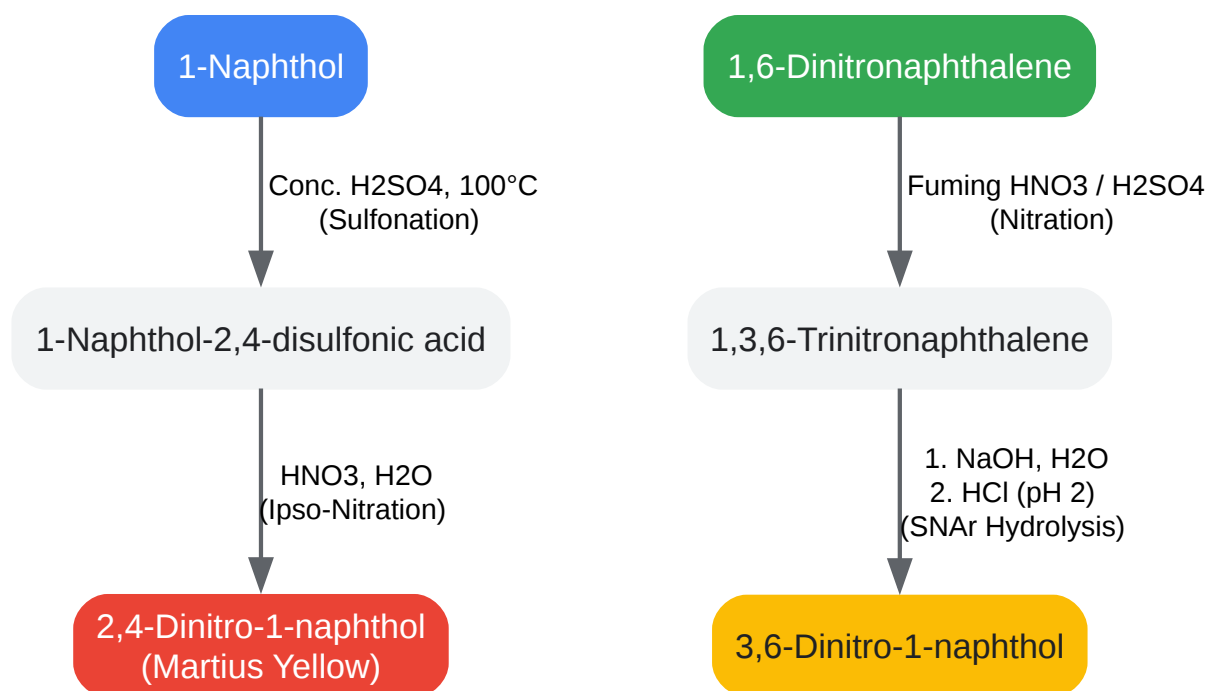 1-Naphthol
Conc. H2SO4, 100°C
(Sulfonation)
1-Naphthol-2,4-disulfonic acid
HNO3, H2O
(Ipso-Nitration)
2,4-Dinitro-1-naphthol
(Martius Yellow)
1,6-Dinitronaphthalene
Fuming HNO3 / H2SO4
(Nitration)
1,3,6-Trinitronaphthalene
1. NaOH, H2O
2. HCl (pH 2)
(SNAr Hydrolysis)
3,6-Dinitro-1-naphthol